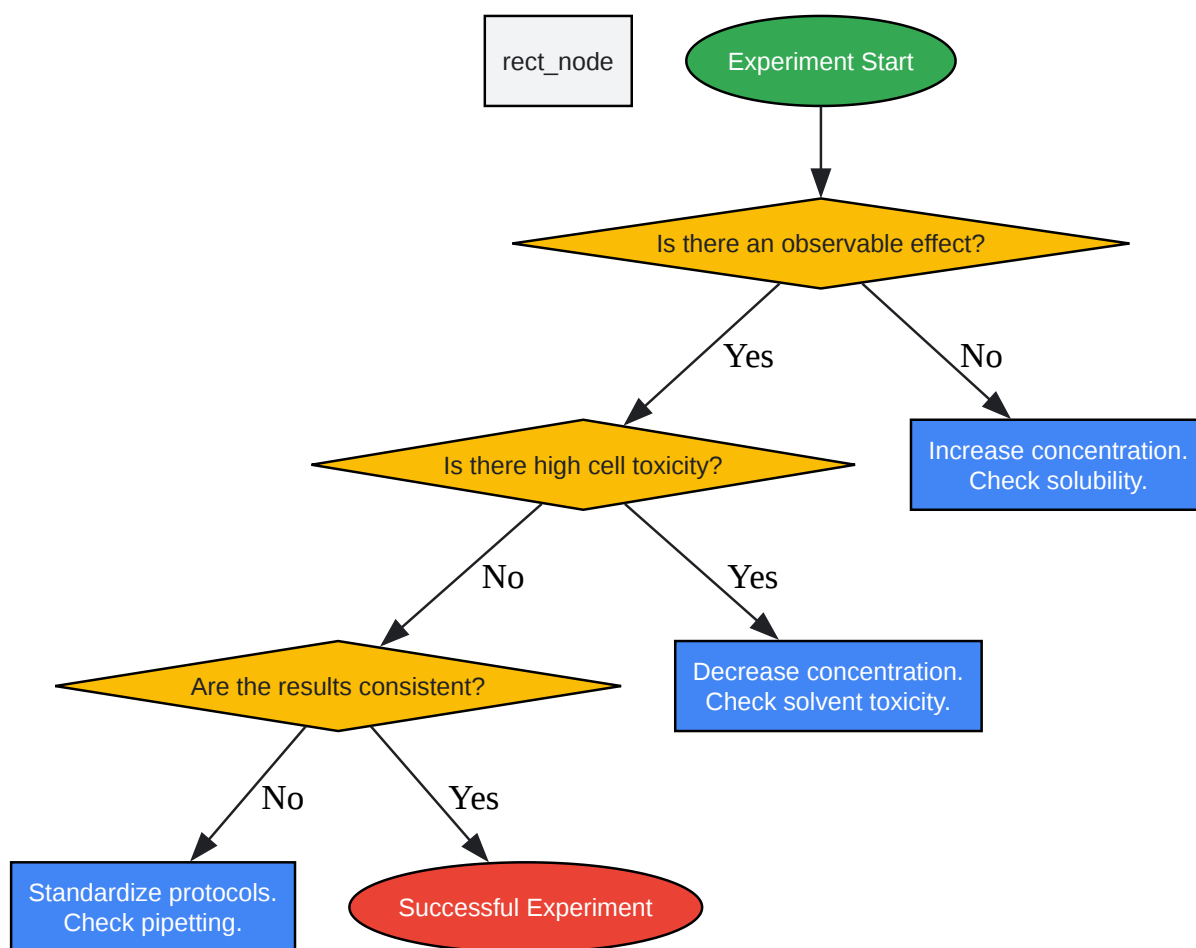 rect_node
Experiment Start
Is there an observable effect?
Yes
No
Is there high cell toxicity?
Increase concentration.
Check solubility.
No
Yes
Are the results consistent?
Decrease concentration.
Check solvent toxicity.
No
Yes
Standardize protocols.
Check pipetting.
Successful Experiment